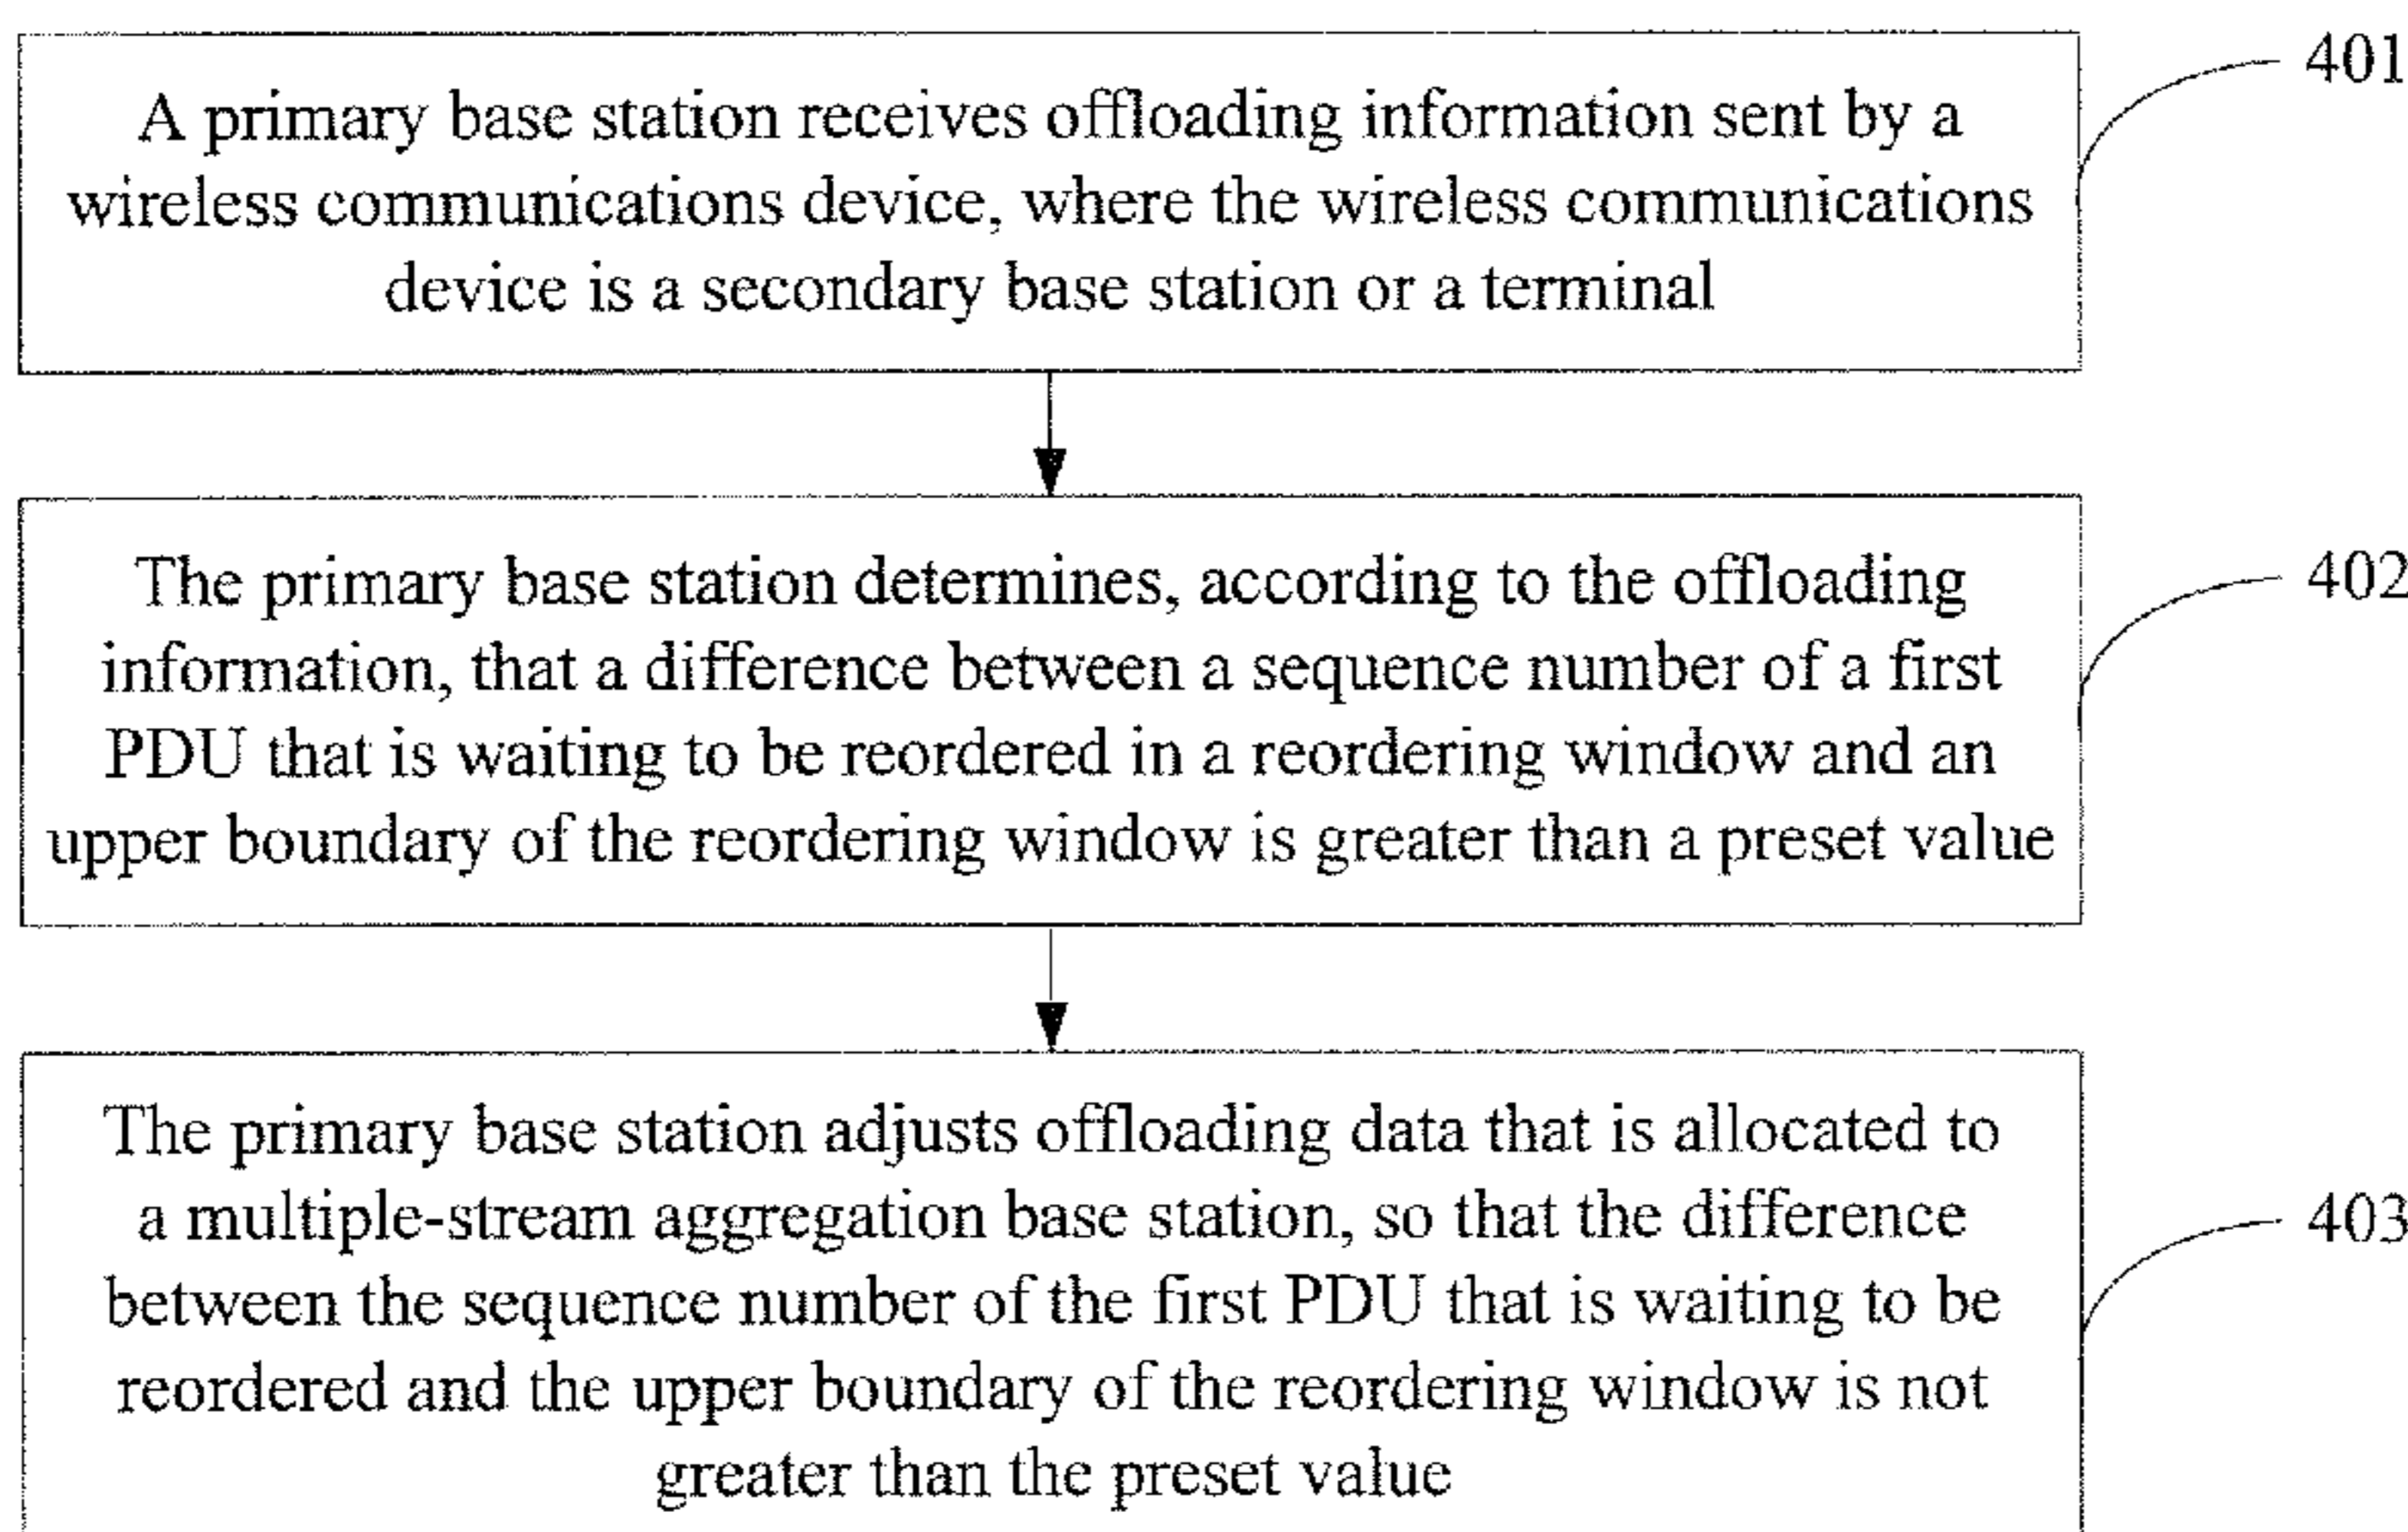 A primary base station receives offloading information sent by a
wireless communications device, where the wireless communications
device is a secondary base station or a terminal
401
The primary base station determines, according to the offloading
information, that a difference between a sequence number of a first
PDU that is waiting to be reordered in a reordering window and an
upper boundary of the reordering window is greater than a preset value
402
The primary base station adjusts offloading data that is allocated to
a multiple-stream aggregation base station, so that the difference
between the sequence number of the first PDU that is waiting to be
reordered and the upper boundary of the reordering window is not
greater than the preset value
403